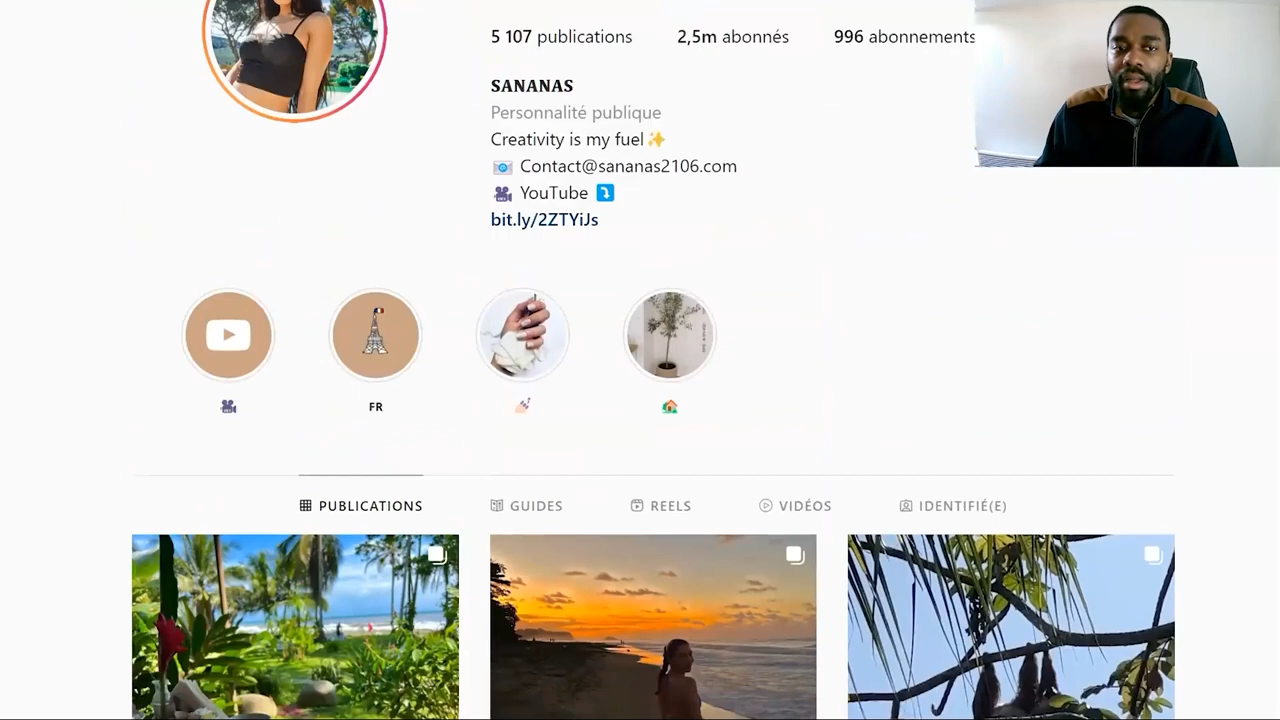 5 107 publications 2,5m abonnés 996 abonnements
SANANAS
Personnalité publique
Creativity is my fuel✨
📧 Contact@sananas2106.com
🎥 YouTube ⤵️
bit.ly/2ZTYiJs
FR
PUBLICATIONS GUIDES REELS VIDÉOS IDENTIFIÉ(E)